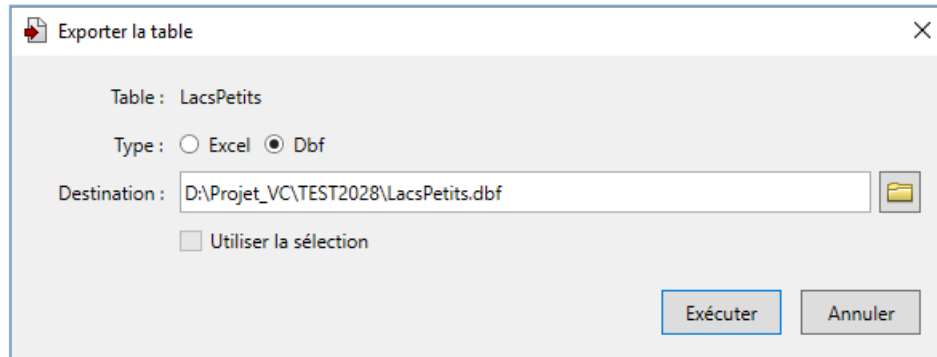 Exporter la table
Table : LacsPetits
Type : Excel Dbf
Destination : D:\Projet_VC\TEST2028\LacsPetits.dbf
Utiliser la sélection
Exécuter Annuler